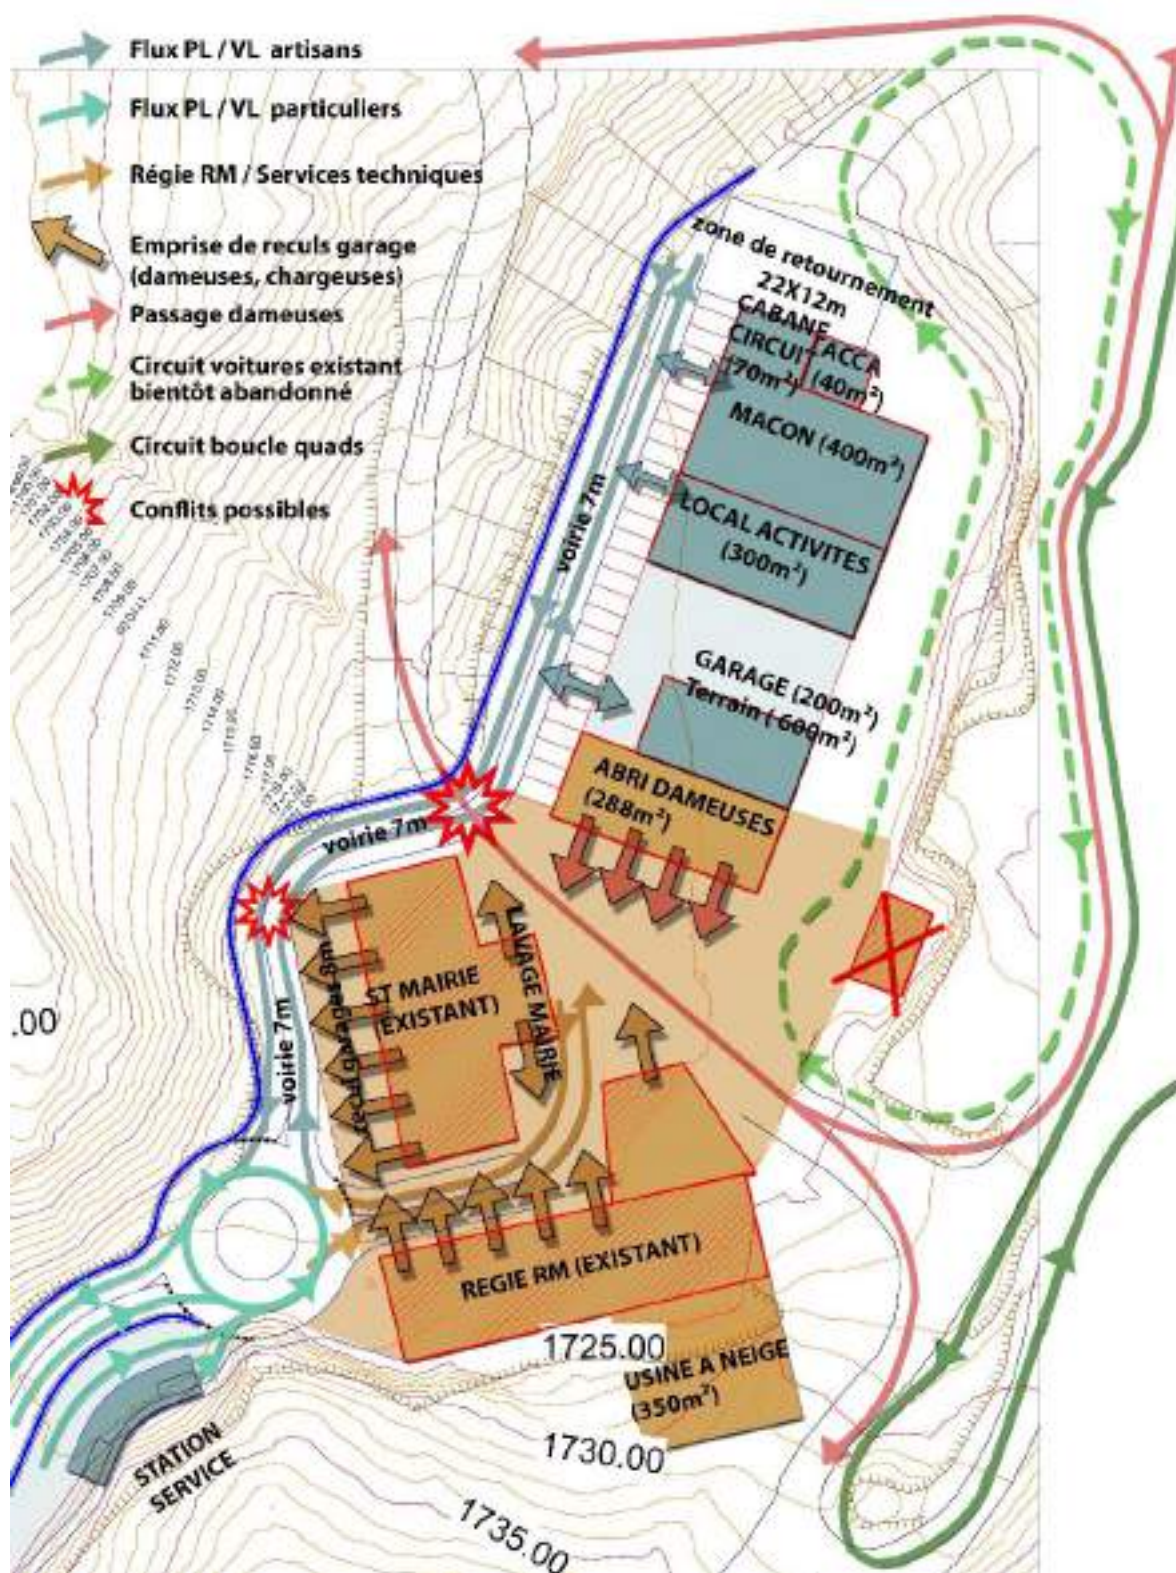 Flux PL / VL artisans
Flux PL / VL particuliers
Régie RM / Services techniques
Emprise de reculs garage
(dameuses, chargeuses)
Passage dameuses
Circuit voitures existant
bientôt abandonné
Circuit boucle quads
Conflits possibles
zone de retournement
22X12m
CABANE
CIRCUIT
(70m²)
ACCA
(40m²)
MACON (400m²)
LOCAL ACTIVITES
(300m²)
voirie 7m
GARAGE (200m²)
Terrain ( 600m²)
ABRI DAMEUSES
(288m²)
voirie 7m
LAVAGE MAIRIE
ST MAIRIE
(EXISTANT)
recul garages 8m
voirie 7m
.00
REGIE RM (EXISTANT)
1725.00
USINE A NEIGE
(350m²)
1730.00
STATION
SERVICE
1735.00